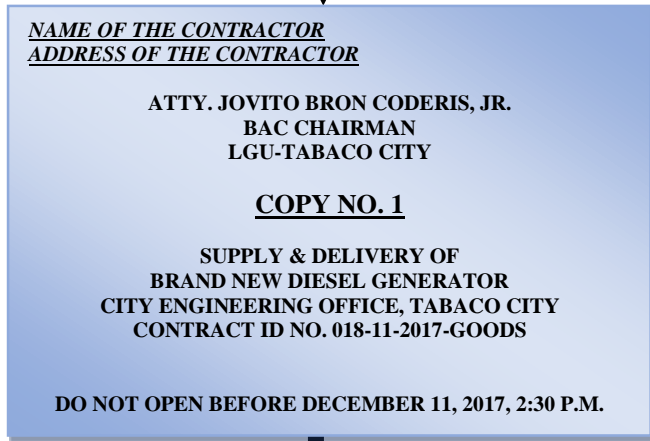 NAME OF THE CONTRACTOR
ADDRESS OF THE CONTRACTOR
ATTY. JOVITO BRON CODERIS, JR.
BAC CHAIRMAN
LGU-TABACO CITY
COPY NO. 1
SUPPLY & DELIVERY OF
BRAND NEW DIESEL GENERATOR
CITY ENGINEERING OFFICE, TABACO CITY
CONTRACT ID NO. 018-11-2017-GOODS
DO NOT OPEN BEFORE DECEMBER 11, 2017, 2:30 P.M.